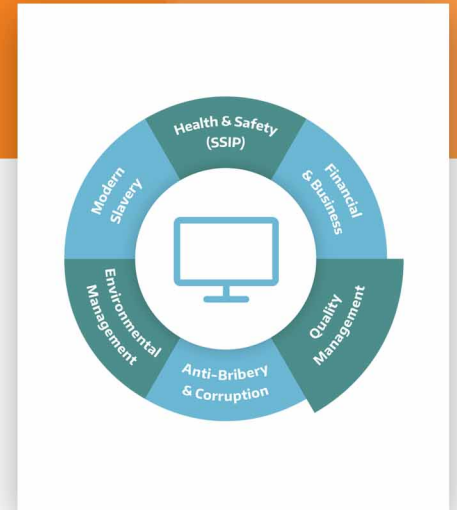 Health & Safety
(SSIP)
Financial
& Business
Quality
Management
Anti-Bribery
& Corruption
Environmental
Management
Modern
Slavery